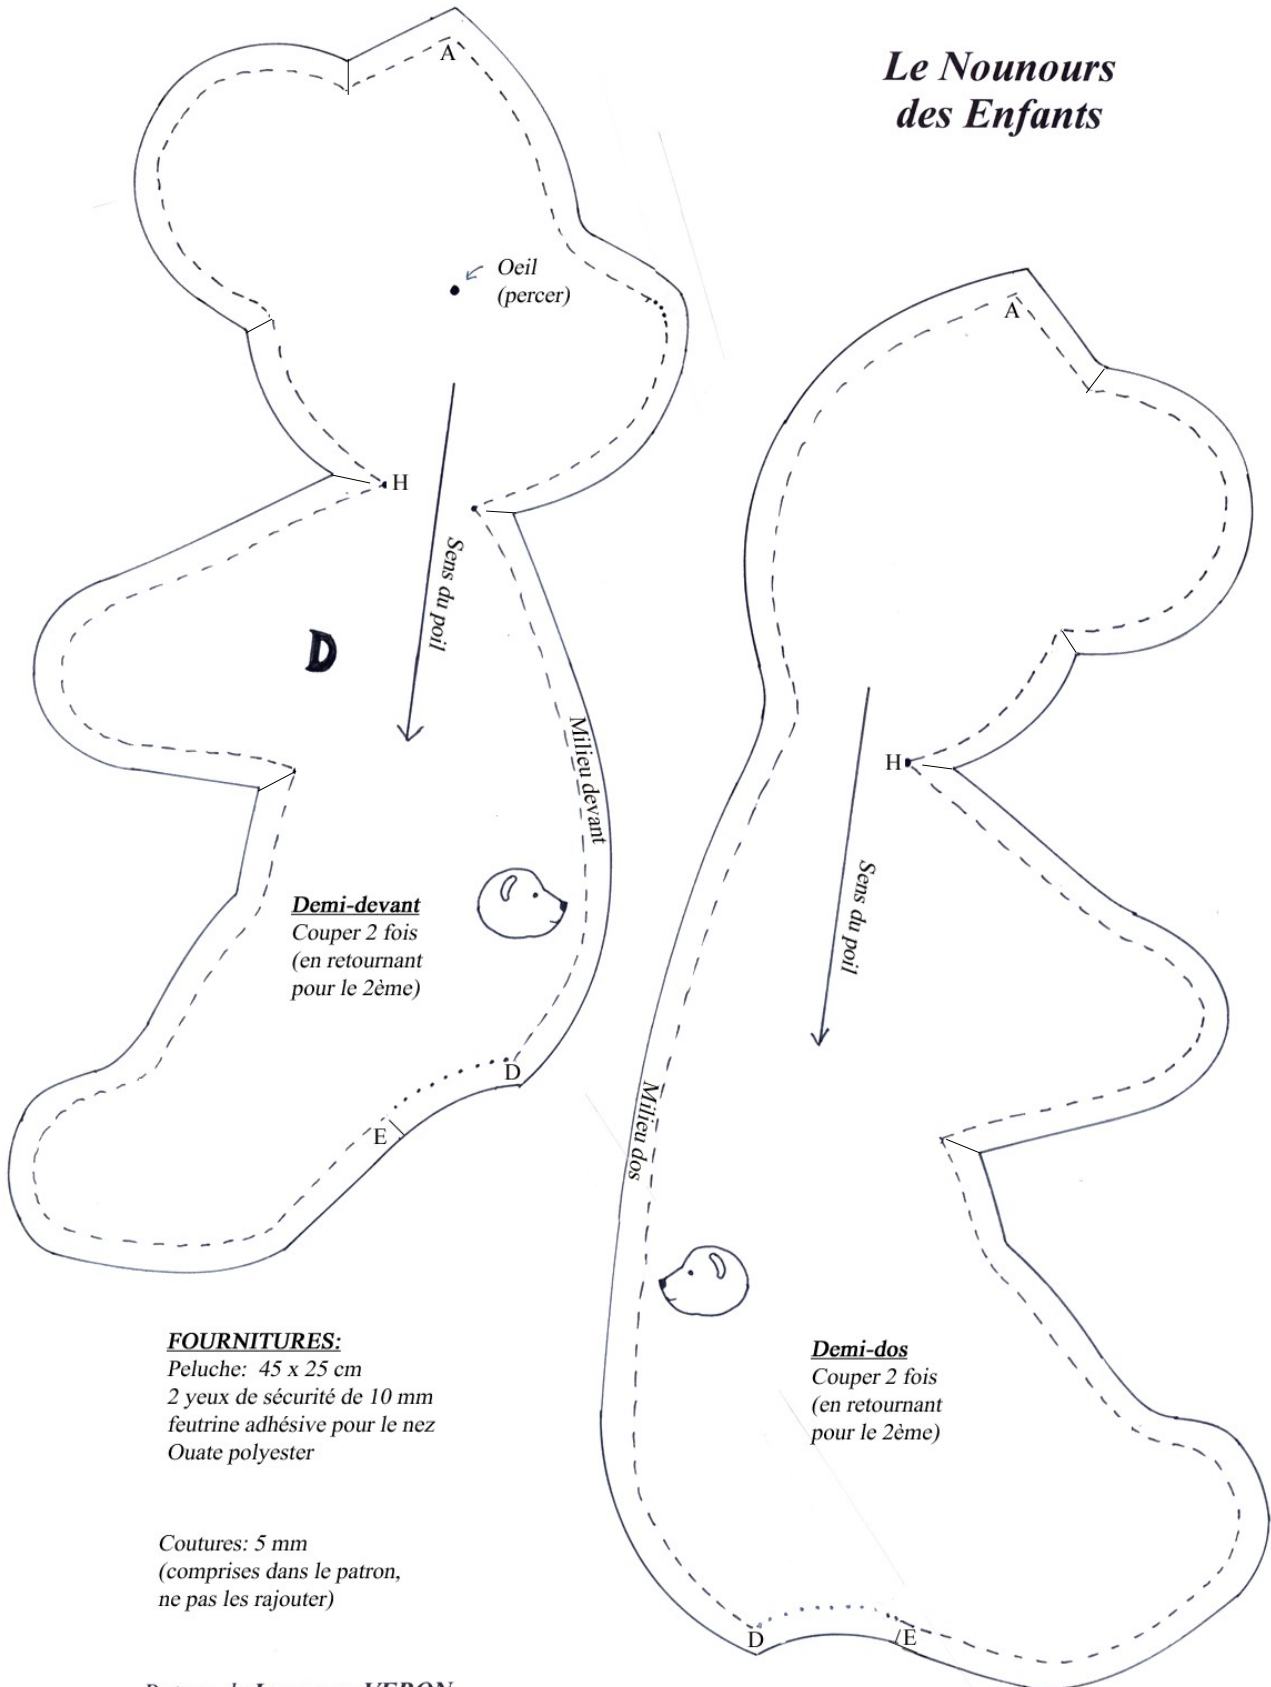 Le Nounours
des Enfants
A
Oeil
(percer)
H
Sens du poil
D
Milieu devant
Demi-devant
Couper 2 fois
(en retournant
pour le 2ème)
D
E
A
H
Sens du poil
Milieu dos
Demi-dos
Couper 2 fois
(en retournant
pour le 2ème)
D
E
FOURNITURES:
Peluche: 45 x 25 cm
2 yeux de sécurité de 10 mm
feutrine adhésive pour le nez
Ouate polyester
Coutures: 5 mm
(comprises dans le patron,
ne pas les rajouter)
VERON